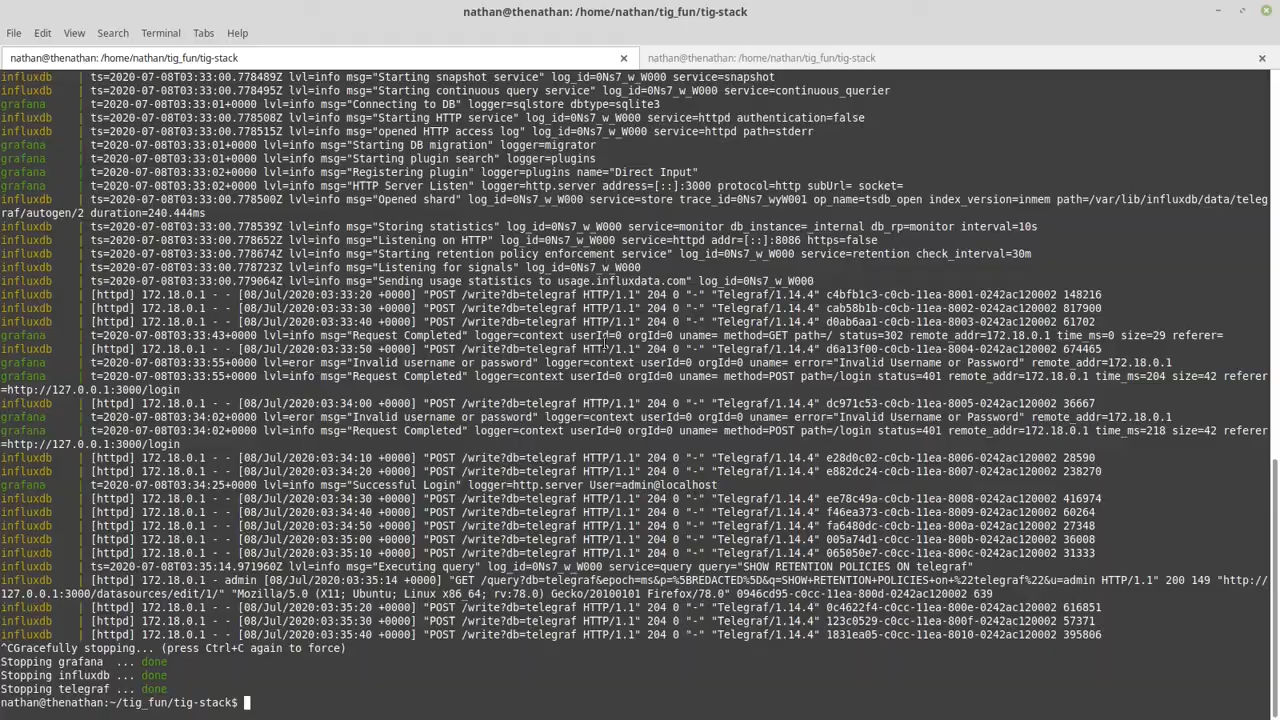 nathan@thenathan: /home/nathan/tig_fun/tig-stack
File Edit View Search Terminal Tabs Help
nathan@thenathan: /home/nathan/tig_fun/tig-stack nathan@thenathan: /home/nathan/tig_fun/tig-stack
influxdb | ts=2020-07-08T03:33:00.778489Z lvl=info msg="Starting snapshot service" log_id=0Ns7_w_W000 service=snapshot
influxdb | ts=2020-07-08T03:33:00.778495Z lvl=info msg="Starting continuous query service" log_id=0Ns7_w_W000 service=continuous_querier
grafana | t=2020-07-08T03:33:01+0000 lvl=info msg="Connecting to DB" logger=sqlstore dbtype=sqlite3
influxdb | ts=2020-07-08T03:33:00.778508Z lvl=info msg="Starting HTTP service" log_id=0Ns7_w_W000 service=httpd authentication=false
influxdb | ts=2020-07-08T03:33:00.778515Z lvl=info msg="opened HTTP access log" log_id=0Ns7_w_W000 service=httpd path=stderr
grafana | t=2020-07-08T03:33:01+0000 lvl=info msg="Starting DB migration" logger=migrator
grafana | t=2020-07-08T03:33:01+0000 lvl=info msg="Starting plugin search" logger=plugins
grafana | t=2020-07-08T03:33:02+0000 lvl=info msg="Registering plugin" logger=plugins name="Direct Input"
grafana | t=2020-07-08T03:33:02+0000 lvl=info msg="HTTP Server Listen" logger=http.server address=[::]:3000 protocol=http subUrl= socket=
influxdb | ts=2020-07-08T03:33:00.778500Z lvl=info msg="Opened shard" log_id=0Ns7_w_W000 service=store trace_id=0Ns7_wyW001 op_name=tsdb_open index_version=inmem path=/var/lib/influxdb/data/teleg
raf/autogen/2 duration=240.444ms
influxdb | ts=2020-07-08T03:33:00.778539Z lvl=info msg="Storing statistics" log_id=0Ns7_w_W000 service=monitor db_instance=_internal db_rp=monitor interval=10s
influxdb | ts=2020-07-08T03:33:00.778652Z lvl=info msg="Listening on HTTP" log_id=0Ns7_w_W000 service=httpd addr=[::]:8086 https=false
influxdb | ts=2020-07-08T03:33:00.778674Z lvl=info msg="Starting retention policy enforcement service" log_id=0Ns7_w_W000 service=retention check_interval=30m
influxdb | ts=2020-07-08T03:33:00.778723Z lvl=info msg="Listening for signals" log_id=0Ns7_w_W000
influxdb | ts=2020-07-08T03:33:00.779064Z lvl=info msg="Sending usage statistics to usage.influxdata.com" log_id=0Ns7_w_W000
influxdb | [httpd] 172.18.0.1 - - [08/Jul/2020:03:33:20 +0000] "POST /write?db=telegraf HTTP/1.1" 204 0 "-" "Telegraf/1.14.4" c4bfb1c3-c0cb-11ea-8001-0242ac120002 148216
influxdb | [httpd] 172.18.0.1 - - [08/Jul/2020:03:33:30 +0000] "POST /write?db=telegraf HTTP/1.1" 204 0 "-" "Telegraf/1.14.4" cab58b1b-c0cb-11ea-8002-0242ac120002 817900
influxdb | [httpd] 172.18.0.1 - - [08/Jul/2020:03:33:40 +0000] "POST /write?db=telegraf HTTP/1.1" 204 0 "-" "Telegraf/1.14.4" d0ab6aa1-c0cb-11ea-8003-0242ac120002 61702
grafana | t=2020-07-08T03:33:43+0000 lvl=info msg="Request Completed" logger=context userId=0 orgId=0 uname= method=GET path=/ status=302 remote_addr=172.18.0.1 time_ms=0 size=29 referer=
influxdb | [httpd] 172.18.0.1 - - [08/Jul/2020:03:33:50 +0000] "POST /write?db=telegraf HTTP/1.1" 204 0 "-" "Telegraf/1.14.4" d6a13f00-c0cb-11ea-8004-0242ac120002 674465
grafana | t=2020-07-08T03:33:55+0000 lvl=eror msg="Invalid username or password" logger=context userId=0 orgId=0 uname= error="Invalid Username or Password" remote_addr=172.18.0.1
grafana | t=2020-07-08T03:33:55+0000 lvl=info msg="Request Completed" logger=context userId=0 orgId=0 uname= method=POST path=/login status=401 remote_addr=172.18.0.1 time_ms=204 size=42 referer
=http://127.0.0.1:3000/login
influxdb | [httpd] 172.18.0.1 - - [08/Jul/2020:03:34:00 +0000] "POST /write?db=telegraf HTTP/1.1" 204 0 "-" "Telegraf/1.14.4" dc971c53-c0cb-11ea-8005-0242ac120002 36667
grafana | t=2020-07-08T03:34:02+0000 lvl=eror msg="Invalid username or password" logger=context userId=0 orgId=0 uname= error="Invalid Username or Password" remote_addr=172.18.0.1
grafana | t=2020-07-08T03:34:02+0000 lvl=info msg="Request Completed" logger=context userId=0 orgId=0 uname= method=POST path=/login status=401 remote_addr=172.18.0.1 time_ms=218 size=42 referer
=http://127.0.0.1:3000/login
influxdb | [httpd] 172.18.0.1 - - [08/Jul/2020:03:34:10 +0000] "POST /write?db=telegraf HTTP/1.1" 204 0 "-" "Telegraf/1.14.4" e28d0c02-c0cb-11ea-8006-0242ac120002 28590
influxdb | [httpd] 172.18.0.1 - - [08/Jul/2020:03:34:20 +0000] "POST /write?db=telegraf HTTP/1.1" 204 0 "-" "Telegraf/1.14.4" e882dc24-c0cb-11ea-8007-0242ac120002 238270
grafana | t=2020-07-08T03:34:25+0000 lvl=info msg="Successful Login" logger=http.server User=admin@localhost
influxdb | [httpd] 172.18.0.1 - - [08/Jul/2020:03:34:30 +0000] "POST /write?db=telegraf HTTP/1.1" 204 0 "-" "Telegraf/1.14.4" ee78c49a-c0cb-11ea-8008-0242ac120002 416974
influxdb | [httpd] 172.18.0.1 - - [08/Jul/2020:03:34:40 +0000] "POST /write?db=telegraf HTTP/1.1" 204 0 "-" "Telegraf/1.14.4" f46ea373-c0cb-11ea-8009-0242ac120002 60264
influxdb | [httpd] 172.18.0.1 - - [08/Jul/2020:03:34:50 +0000] "POST /write?db=telegraf HTTP/1.1" 204 0 "-" "Telegraf/1.14.4" fa6480dc-c0cb-11ea-800a-0242ac120002 27348
influxdb | [httpd] 172.18.0.1 - - [08/Jul/2020:03:35:10 +0000] "POST /write?db=telegraf HTTP/1.1" 204 0 "-" "Telegraf/1.14.4" 005a74d1-c0cc-11ea-800b-0242ac120002 36008
influxdb | [httpd] 172.18.0.1 - - [08/Jul/2020:03:35:10 +0000] "POST /write?db=telegraf HTTP/1.1" 204 0 "-" "Telegraf/1.14.4" 065050e7-c0cc-11ea-800c-0242ac120002 31333
influxdb | ts=2020-07-08T03:35:14.971960Z lvl=info msg="Executing query" log_id=0Ns7_w_W000 service=query query="SHOW RETENTION POLICIES ON telegraf"
influxdb | [httpd] 172.18.0.1 - admin [08/Jul/2020:03:35:14 +0000] "GET /query?db=telegraf&epoch=ms&p=%5BREDACTED%5D&q=SHOW+RETENTION+POLICIES+on+%22telegraf%22&u=admin HTTP/1.1" 200 149 "http://
127.0.0.1:3000/datasources/edit/1/" "Mozilla/5.0 (X11; Ubuntu; Linux x86_64; rv:78.0) Gecko/20100101 Firefox/78.0" 0946cd95-c0cc-11ea-800d-0242ac120002 639
influxdb | [httpd] 172.18.0.1 - - [08/Jul/2020:03:35:20 +0000] "POST /write?db=telegraf HTTP/1.1" 204 0 "-" "Telegraf/1.14.4" 0c4622f4-c0cc-11ea-800e-0242ac120002 616851
influxdb | [httpd] 172.18.0.1 - - [08/Jul/2020:03:35:30 +0000] "POST /write?db=telegraf HTTP/1.1" 204 0 "-" "Telegraf/1.14.4" 123c0529-c0cc-11ea-800f-0242ac120002 57371
influxdb | [httpd] 172.18.0.1 - - [08/Jul/2020:03:35:40 +0000] "POST /write?db=telegraf HTTP/1.1" 204 0 "-" "Telegraf/1.14.4" 1831ea05-c0cc-11ea-8010-0242ac120002 395806
^CGracefully stopping... (press Ctrl+C again to force)
Stopping grafana ... done
Stopping influxdb ... done
Stopping telegraf ... done
nathan@thenathan:~/tig_fun/tig-stack$